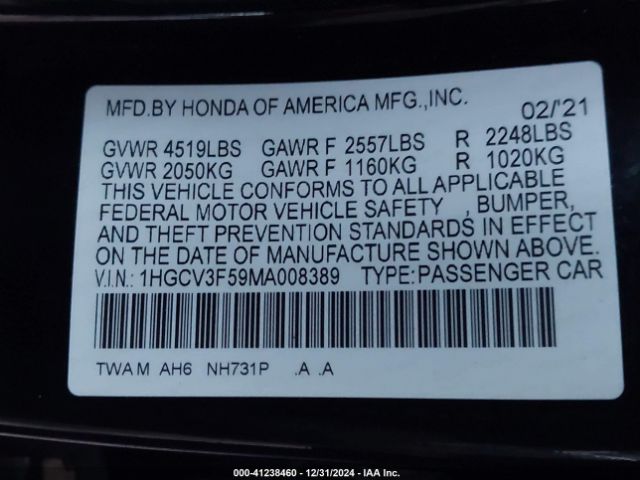 MFD.BY HONDA OF AMERICA MFG.,INC. 02/'21
GVWR 4519LBS GAWR F 2557LBS R 2248LBS
GVWR 2050KG GAWR F 1160KG R 1020KG
THIS VEHICLE CONFORMS TO ALL APPLICABLE
FEDERAL MOTOR VEHICLE SAFETY , BUMPER,
AND THEFT PREVENTION STANDARDS IN EFFECT
ON THE DATE OF MANUFACTURE SHOWN ABOVE.
V.I.N.: 1HGCV3F59MA008389 TYPE:PASSENGER CAR
TWA M AH6 NH731P .A .A
000-41238460 - 12/31/2024 - IAA Inc.